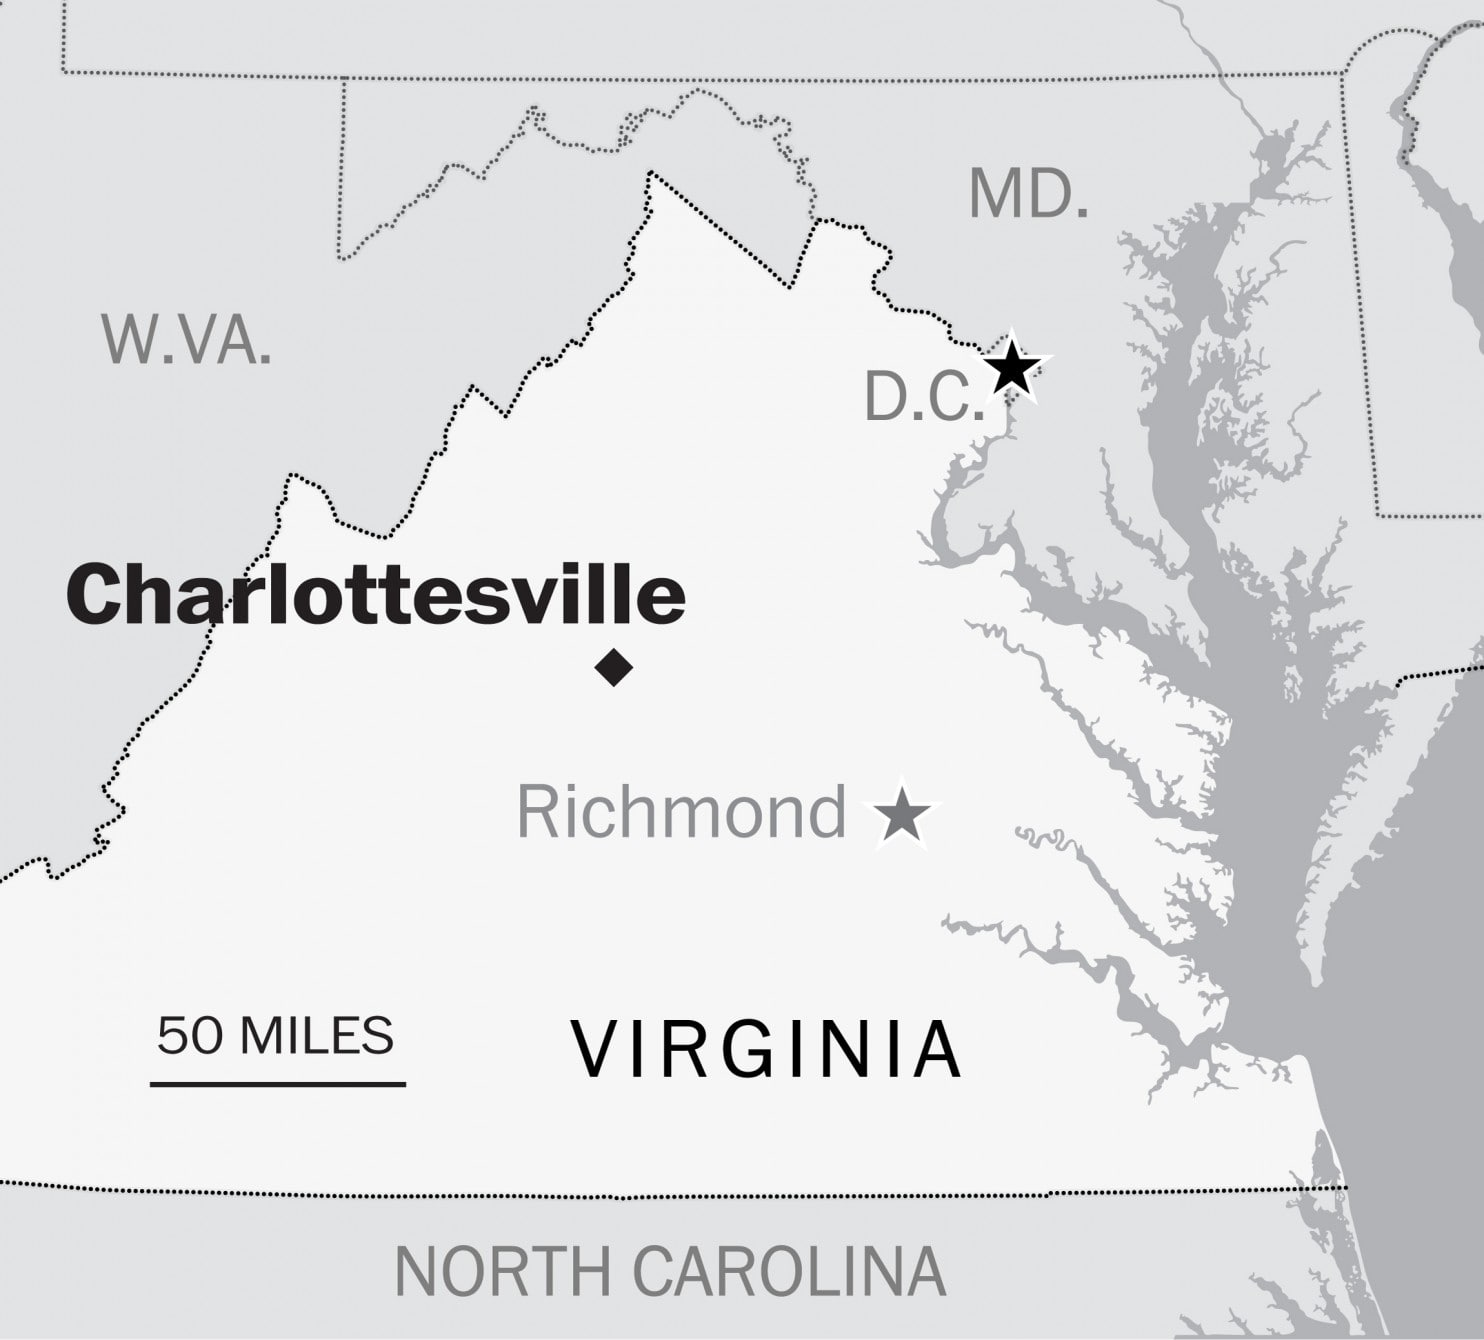 MD.
W.VA.
D.C.
Charlottesville
Richmond
50 MILES
VIRGINIA
NORTH CAROLINA